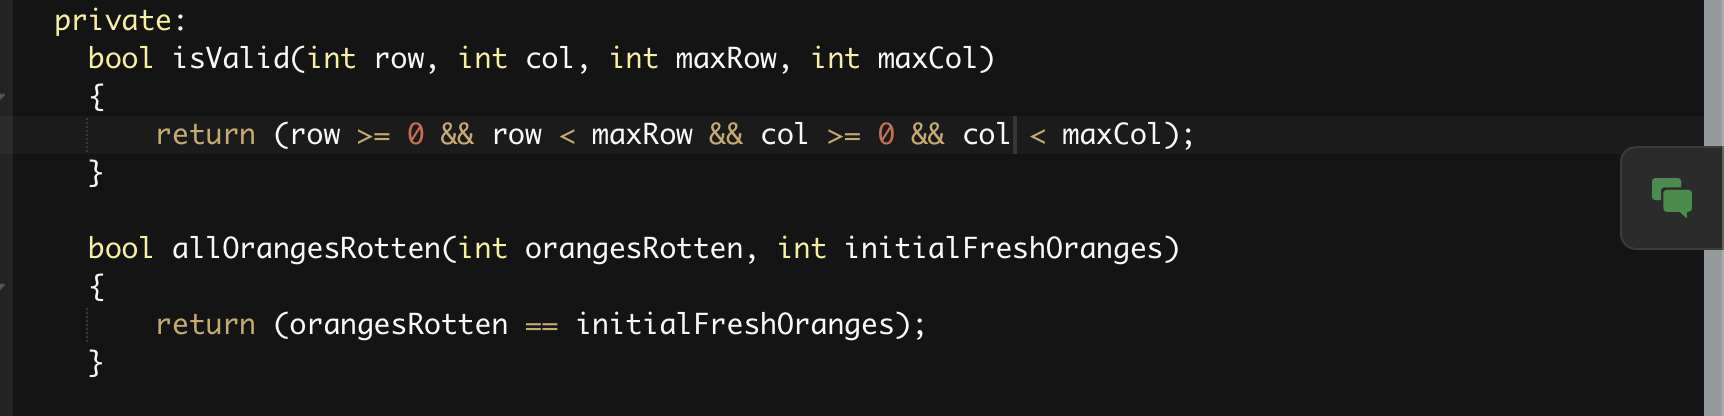 private:
bool isValid(int row, int col, int maxRow, int maxCol)
{
return (row >= 0 && row < maxRow && col >= 0 && col < maxCol);
}
bool allOrangesRotten(int orangesRotten, int initialFreshOranges)
{
return (orangesRotten == initialFreshOranges);
}